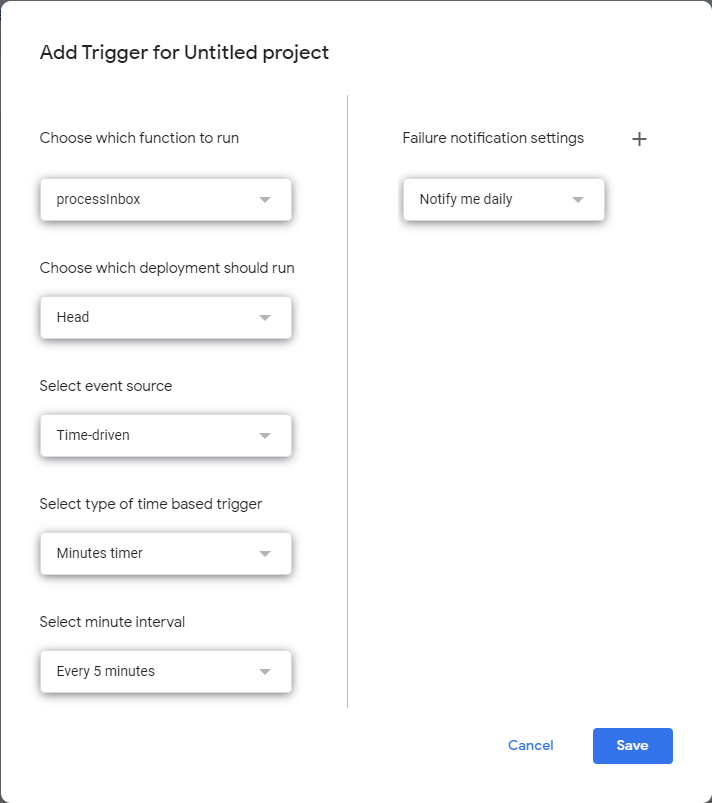 Add Trigger for Untitled project
Choose which function to run
processInbox
Choose which deployment should run
Head
Select event source
Time-driven
Select type of time based trigger
Minutes timer
Select minute interval
Every 5 minutes
Failure notification settings
Notify me daily
Cancel
Save